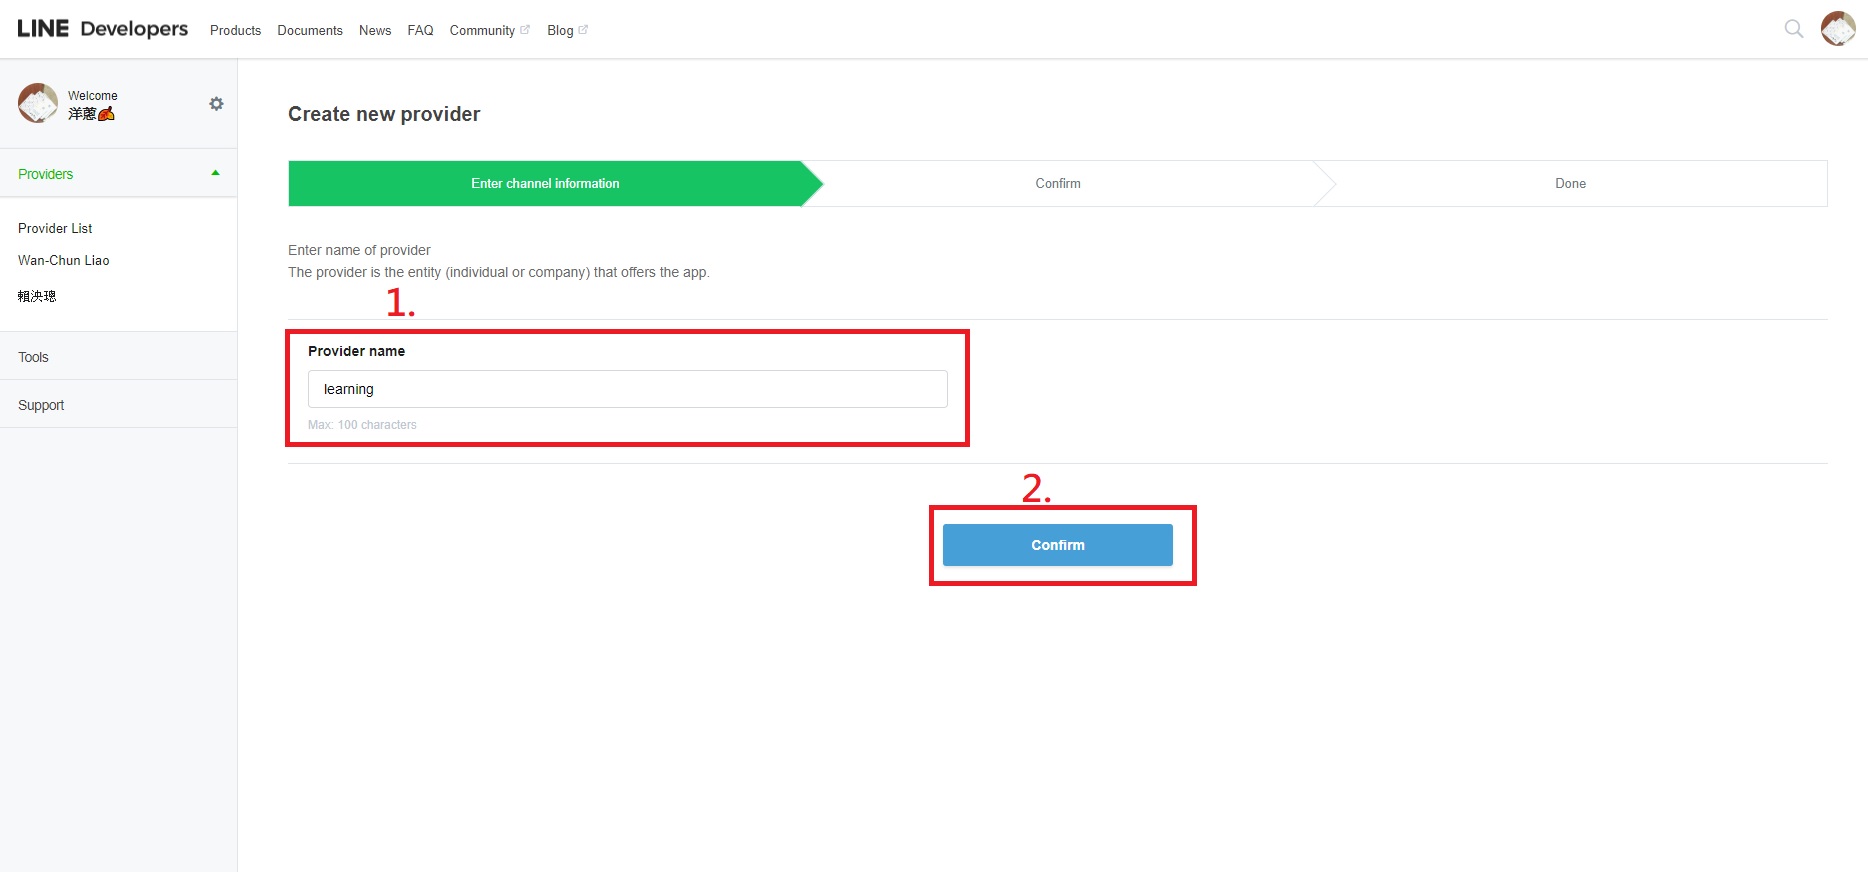 LINE Developers Products Documents News FAQ Community Blog
Welcome
洋蔥
Providers
Provider List
Wan-Chun Liao
賴泱璁
Tools
Support
Create new provider
Enter channel information Confirm Done
Enter name of provider
The provider is the entity (individual or company) that offers the app.
1.
Provider name
learning
Max: 100 characters
2.
Confirm